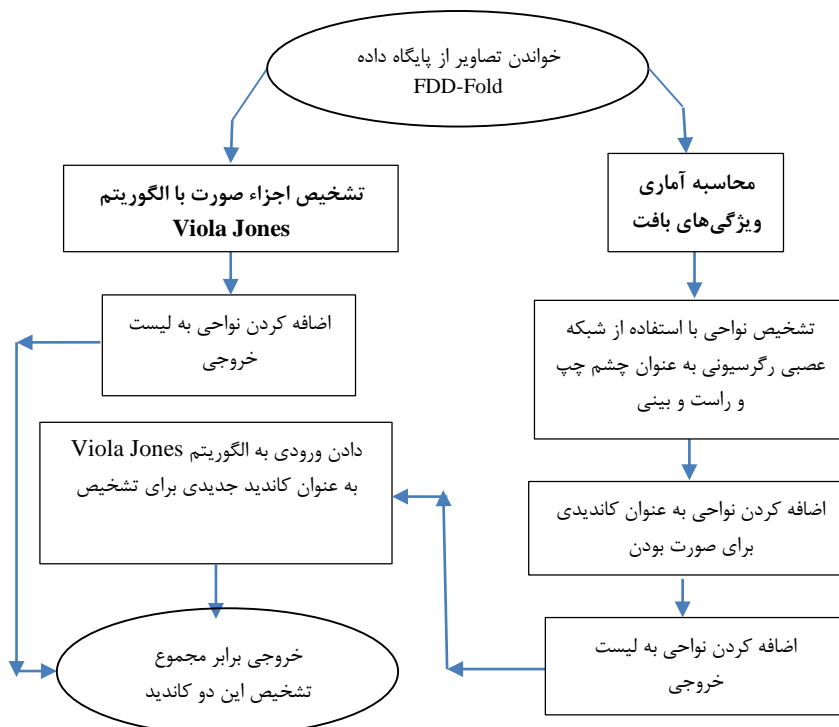 خواندن تصاویر از پایگاه داده
FDD-Fold
تشخیص اجزاء صورت با الگوریتم
Viola Jones
محاسبه آماری
ویژگی‌های بافت
اضافه کردن نواحی به لیست
خروجی
تشخیص نواحی با استفاده از شبکه
عصبی رگرسیونی به عنوان چشم چپ
و راست و بینی
دادن ورودی به الگوریتم Viola Jones
به عنوان کاندید جدیدی برای تشخیص
اضافه کردن نواحی به عنوان کاندیدی
برای صورت بودن
اضافه کردن نواحی به لیست
خروجی
خروجی برابر مجموع
تشخیص این دو کاندید